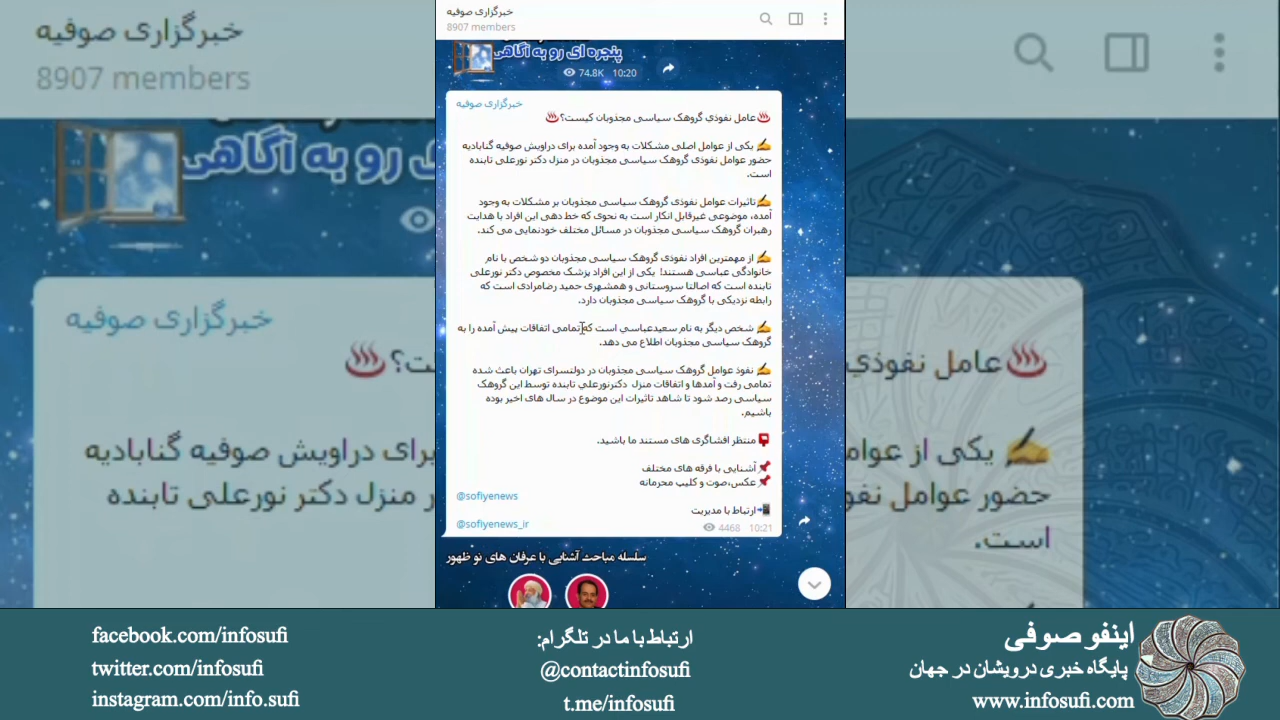 خبرگزاری صوفیه
8907 members
پنجره ای رو به آگاهی
74.8K 10:20
خبرگزاری صوفیه
عامل نفوذي گروهک سیاسی مجذوبان کیست؟
یکی از عوامل اصلی مشکلات به وجود آمده برای دراویش صوفیه گنابادیه
حضور عوامل نفوذی گروهک سیاسی مجذوبان در منزل دکتر نورعلی تابنده
است.
تاثیرات عوامل نفوذی گروهک سیاسی مجذوبان بر مشکلات به وجود
آمده، موضوعی غیرقابل انکار است به نحوی که خط دهی این افراد با هدایت
رهبران گروهک سیاسی مجذوبان در مسائل مختلف خودنمایی می کند.
از مهمترین افراد نفوذی گروهک سیاسی مجذوبان دو شخص با نام
خانوادگی عباسی هستند! یکی از این افراد پزشک مخصوص دکتر نورعلی
تابنده است که اصالتا سروستانی و همشهری حمید رضامرادی است که
رابطه نزدیکی با گروهک سیاسی مجذوبان دارد.
شخص دیگر به نام سعیدعباسي است که تمامی اتفاقات پیش آمده را به
گروهک سیاسی مجذوبان اطلاع می دهد.
نفوذ عوامل گروهک سیاسی مجذوبان در دولتسرای تهران باعث شده
تمامی رفت و آمدها و اتفاقات منزل دکترنورعلي تابنده توسط این گروهک
سیاسی رصد شود تا شاهد تاثیرات این موضوع در سال های اخیر بوده
باشیم.
منتظر افشاگری های مستند ما باشید.
آشنایی با فرقه های مختلف
عکس،صوت و کلیپ محرمانه
@sofiyenews
ارتباط با مدیریت
@sofiyenews_ir
4468 10:21
سلسله مباحث آشنایی با عرفان های نو ظهور
facebook.com/infosufi
twitter.com/infosufi
instagram.com/info.sufi
ارتباط با ما در تلگرام:
@contactinfosufi
t.me/infosufi
اینفو صوفی
پایگاه خبری درویشان در جهان
www.infosufi.com